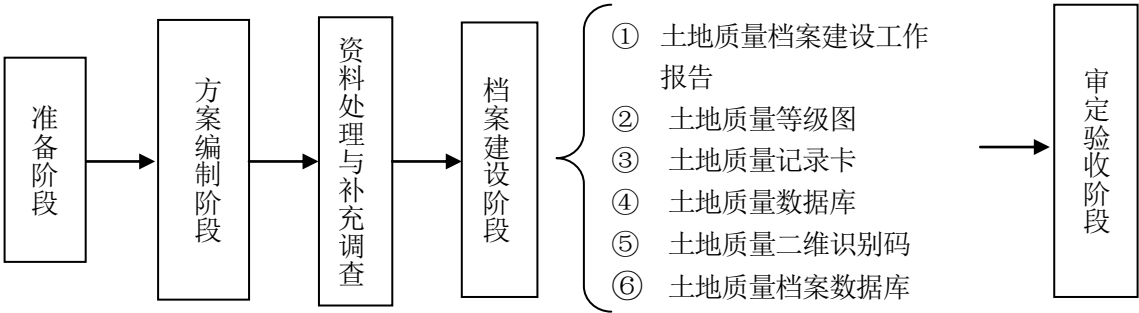 准备阶段
方案编制阶段
资料处理与补充调查
档案建设阶段
① 土地质量档案建设工作
报告
② 土地质量等级图
③ 土地质量记录卡
④ 土地质量数据库
⑤ 土地质量二维识别码
⑥ 土地质量档案数据库
审定验收阶段